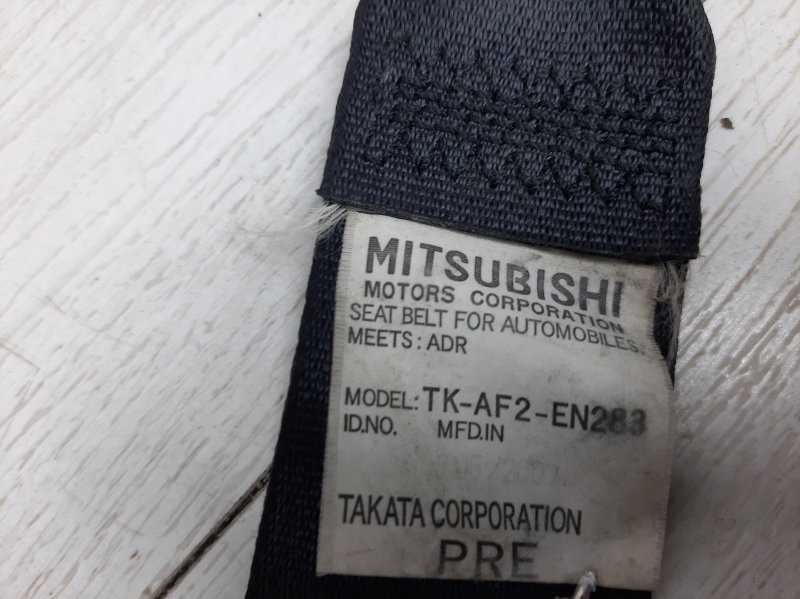 MITSUBISHI
MOTORS CORPORATION
SEAT BELT FOR AUTOMOBILES
MEETS: ADR
MODEL: TK-AF2-EN283
ID.NO. MFD.IN
TAKATA CORPORATION
PRE